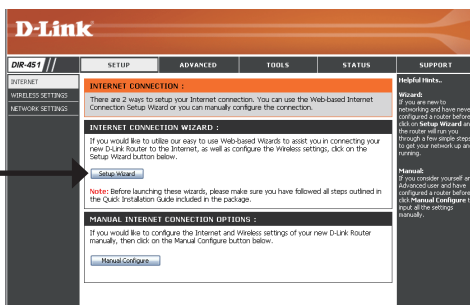 D-Link
DIR-451
SETUP
ADVANCED
TOOLS
STATUS
SUPPORT
INTERNET
WIRELESS SETTINGS
NETWORK SETTINGS
INTERNET CONNECTION :
There are 2 ways to setup your Internet connection. You can use the Web-based Internet
Connection Setup Wizard or you can manually configure the connection.
INTERNET CONNECTION WIZARD :
If you would like to utilize our easy to use Web-based Wizards to assist you in connecting your
new D-Link Router to the Internet, as well as configure the Wireless settings, click on the
Setup Wizard button below.
Setup Wizard
Note: Before launching these wizards, please make sure you have followed all steps outlined in
the Quick Installation Guide included in the package.
MANUAL INTERNET CONNECTION OPTIONS :
If you would like to configure the Internet and Wireless settings of your new D-Link Router
manually, then click on the Manual Configure button below.
Manual Configure
Helpful Hints..
Wizard:
If you are new to
networking and have neve
configured a router before
click on Setup Wizard an
the router will run you
through a few simple steps
to get your network up an
running.
Manual:
If you consider yourself an
Advanced user and have
configured a router before
click Manual Configure t
input all the settings
manually.